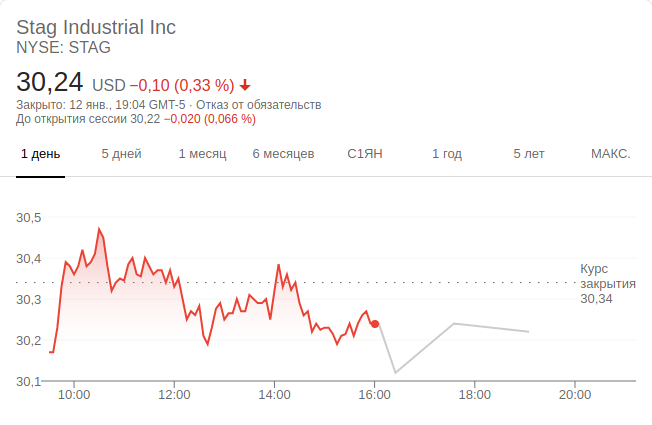 Stag Industrial Inc
NYSE: STAG
30,24 USD −0,10 (0,33 %)
Закрыто: 12 янв., 19:04 GMT-5 · Отказ от обязательств
До открытия сессии 30,22 −0,020 (0,066 %)
1 день 5 дней 1 месяц 6 месяцев С1ЯН 1 год 5 лет МАКС.
30,5
30,4
30,3
30,2
30,1
Курс
закрытия
30,34
10:00 12:00 14:00 16:00 18:00 20:00